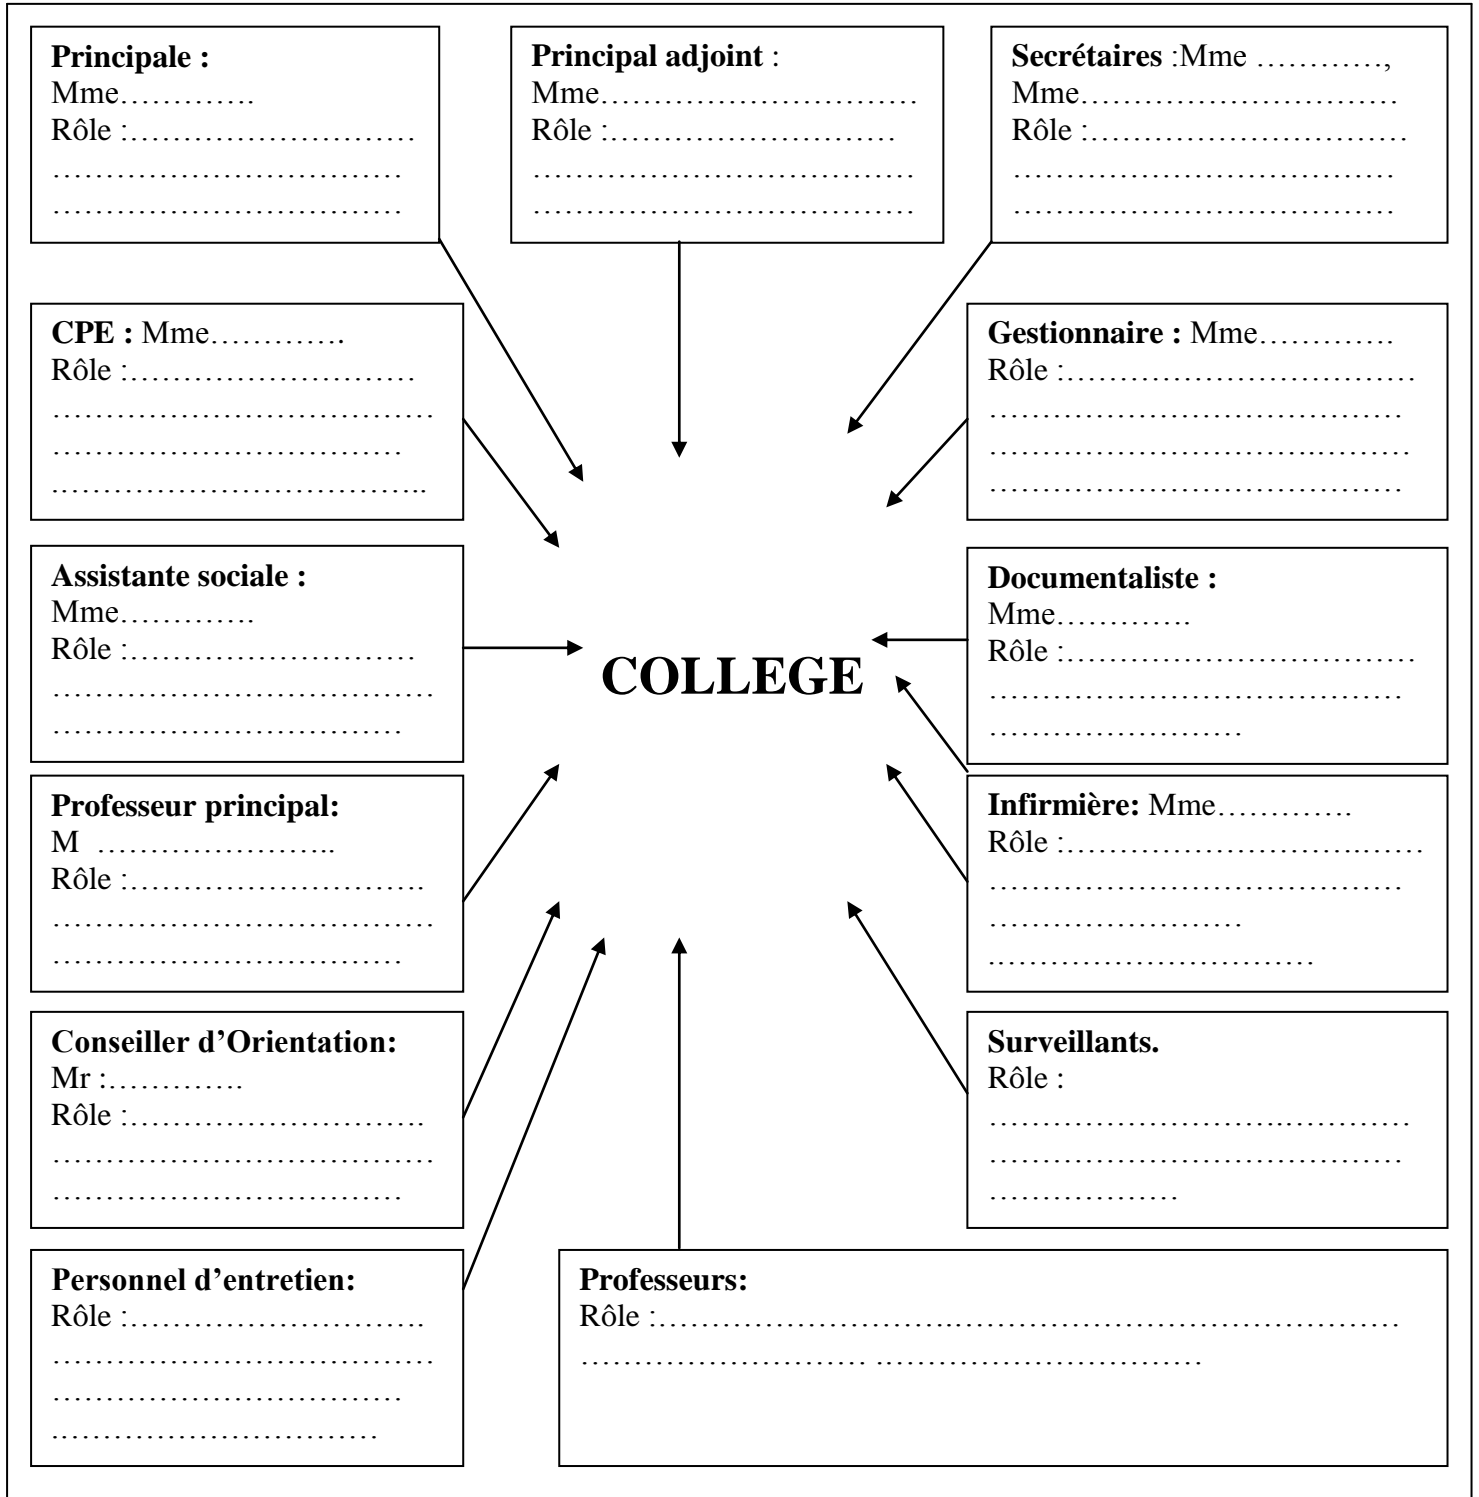 Principale :
Mme………….
Rôle :………………………
……………………………
……………………………
Principal adjoint :
Mme…………………………
Rôle :………………………
………………………………
………………………………
Secrétaires :Mme …………,
Mme…………………………
Rôle :…………………………
………………………………
………………………………
CPE : Mme………….
Rôle :………………………
………………………………
……………………………
……………………………..
Gestionnaire : Mme………….
Rôle :……………………………
…………………………………
………………………….………
…………………………………
Assistante sociale :
Mme………….
Rôle :………………………
………………………………
……………………………
Documentaliste :
Mme………….
Rôle :……………………………
…………………………………
……………………
COLLEGE
Professeur principal:
M …………………..
Rôle :……………………….
………………………………
……………………………
Infirmière: Mme………….
Rôle :……………………….……
…………………………………
……………………
….………………………
Conseiller d’Orientation:
Mr :………….
Rôle :……………………….
………………………………
……………………………
Surveillants.
Rôle :
……………………….…………
…………………………………
………………
Personnel d’entretien:
Rôle :……………………….
………………………………
……………………………
….………………………
Professeurs:
Rôle :……………………….……………………………………
……………………… ….………………………